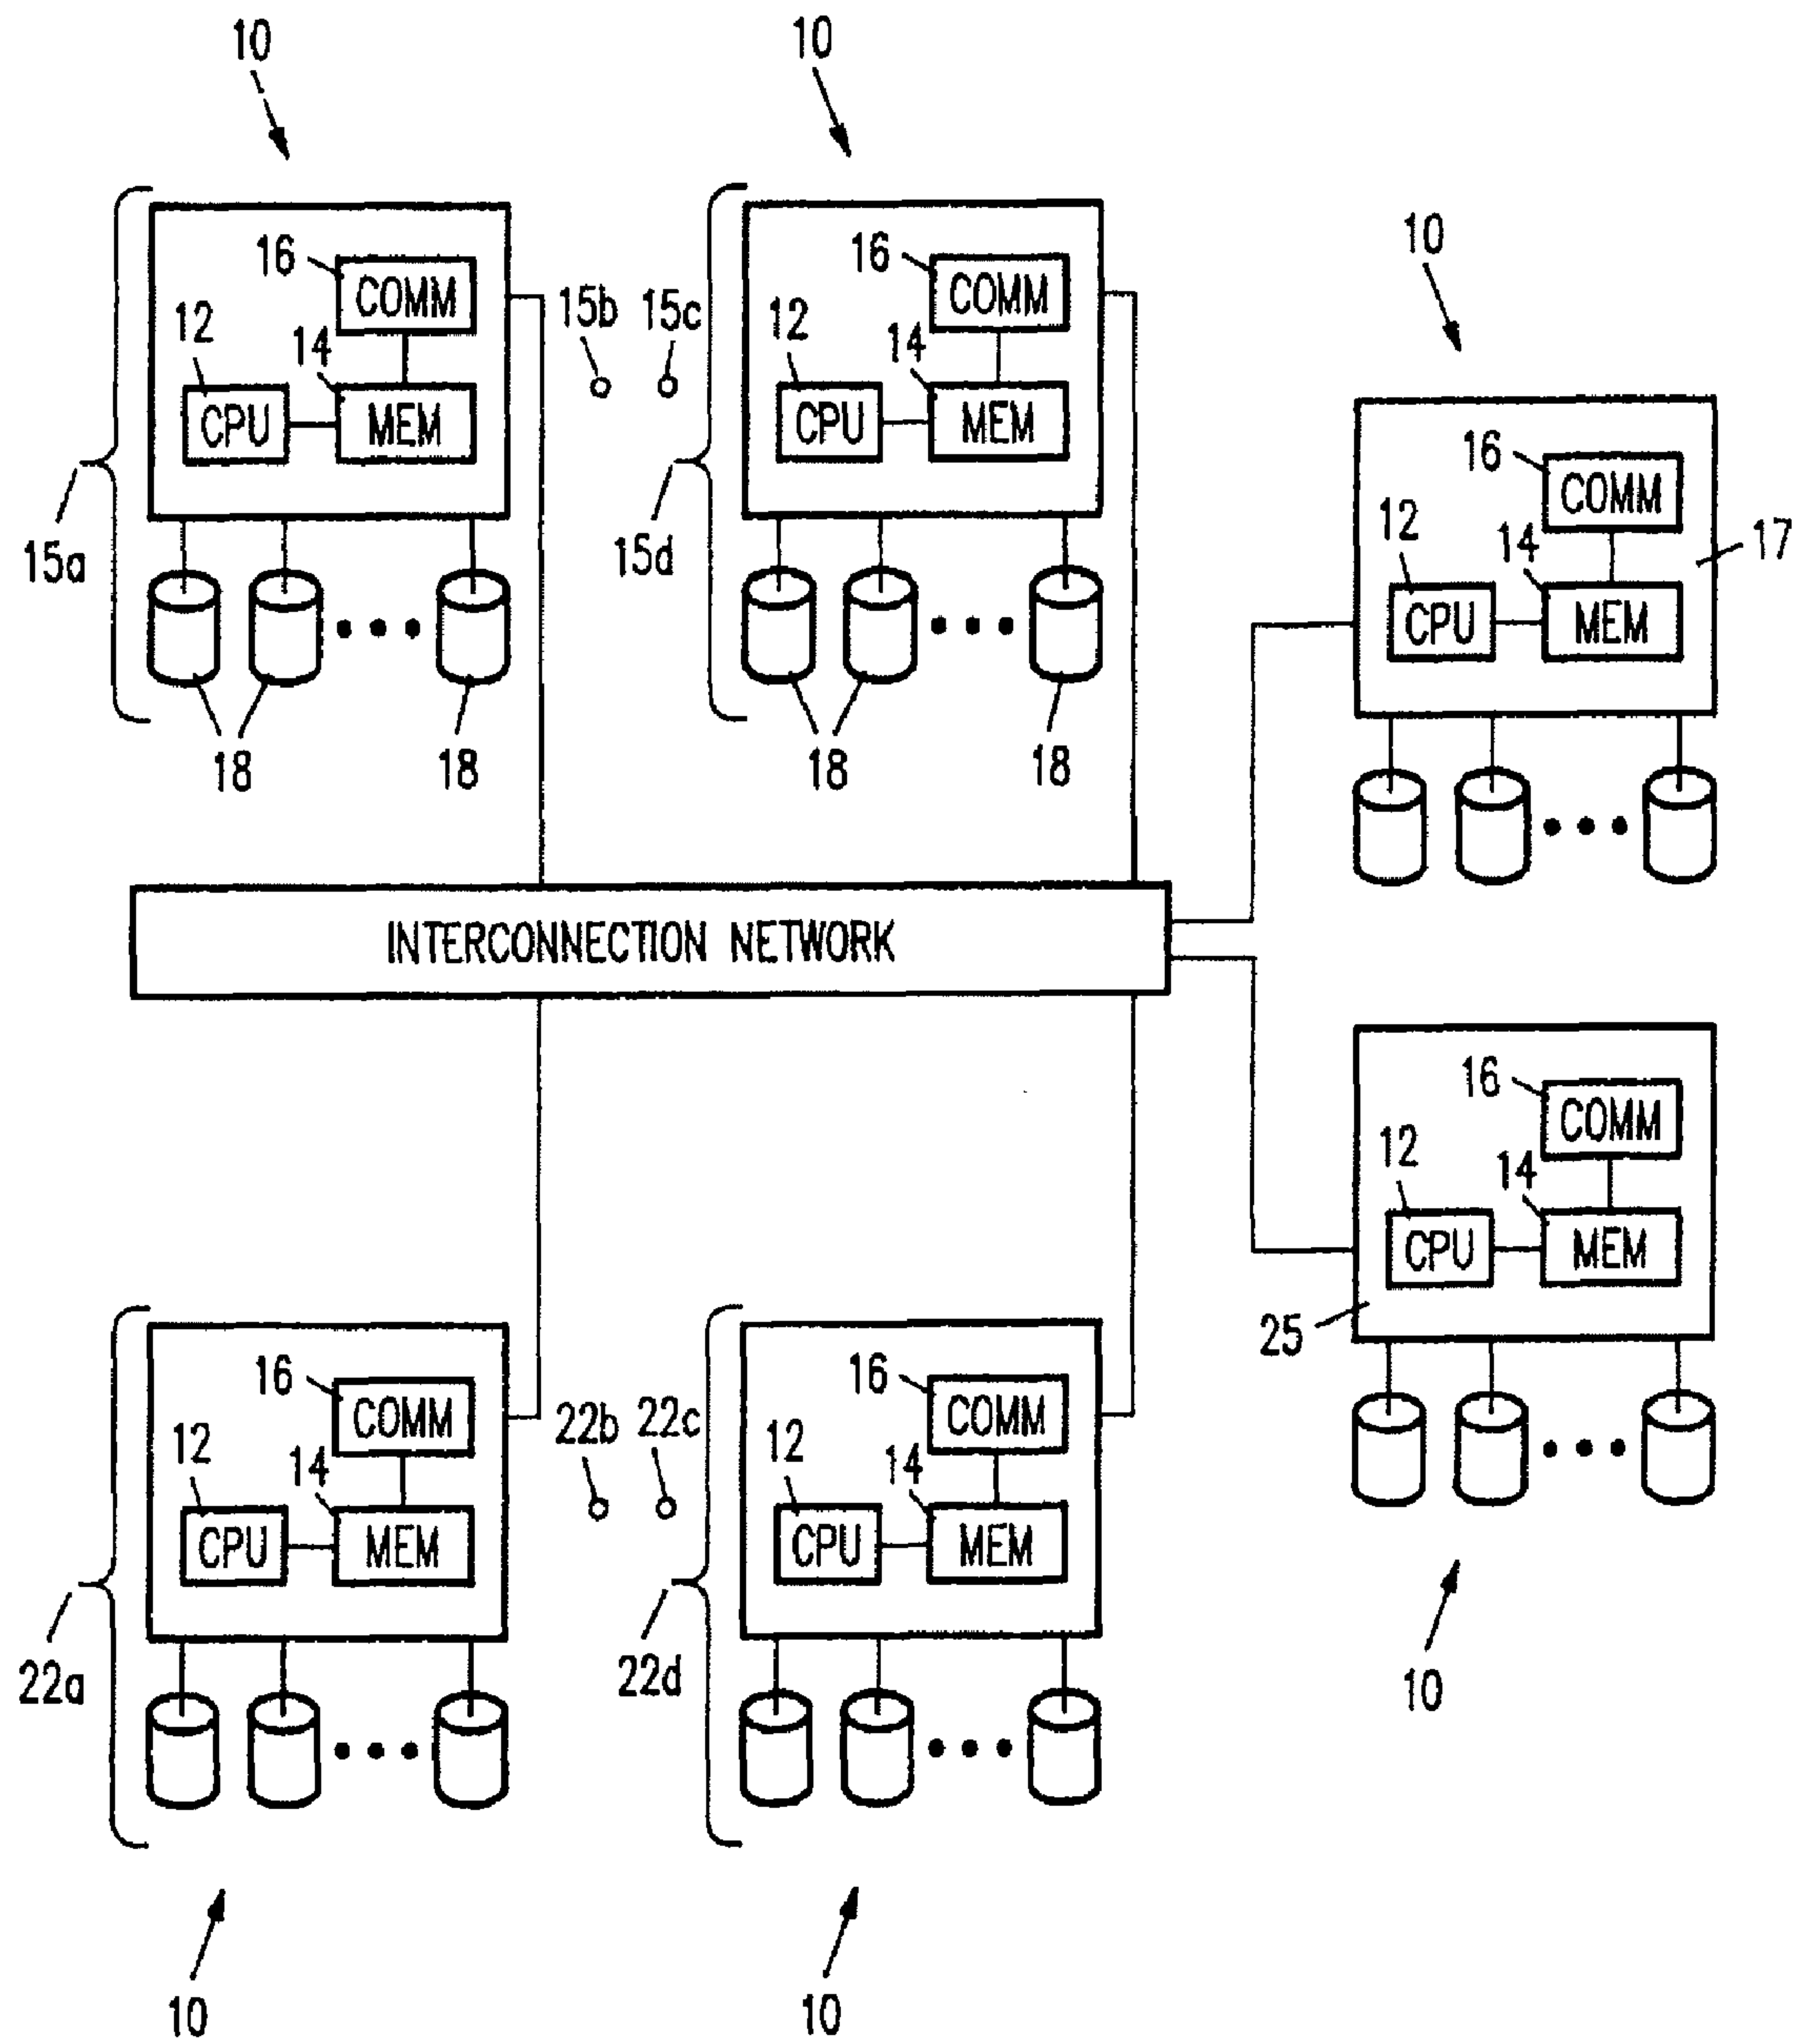 10
10
10
16
COMM
12
14
CPU
MEM
15a
18
18
15b
15c
16
COMM
12
14
CPU
MEM
15d
18
18
16
COMM
12
14
CPU
MEM
17
INTERCONNECTION NETWORK
16
COMM
12
14
CPU
MEM
25
10
16
COMM
12
14
CPU
MEM
22a
22b
22c
16
COMM
12
14
CPU
MEM
22d
10
10